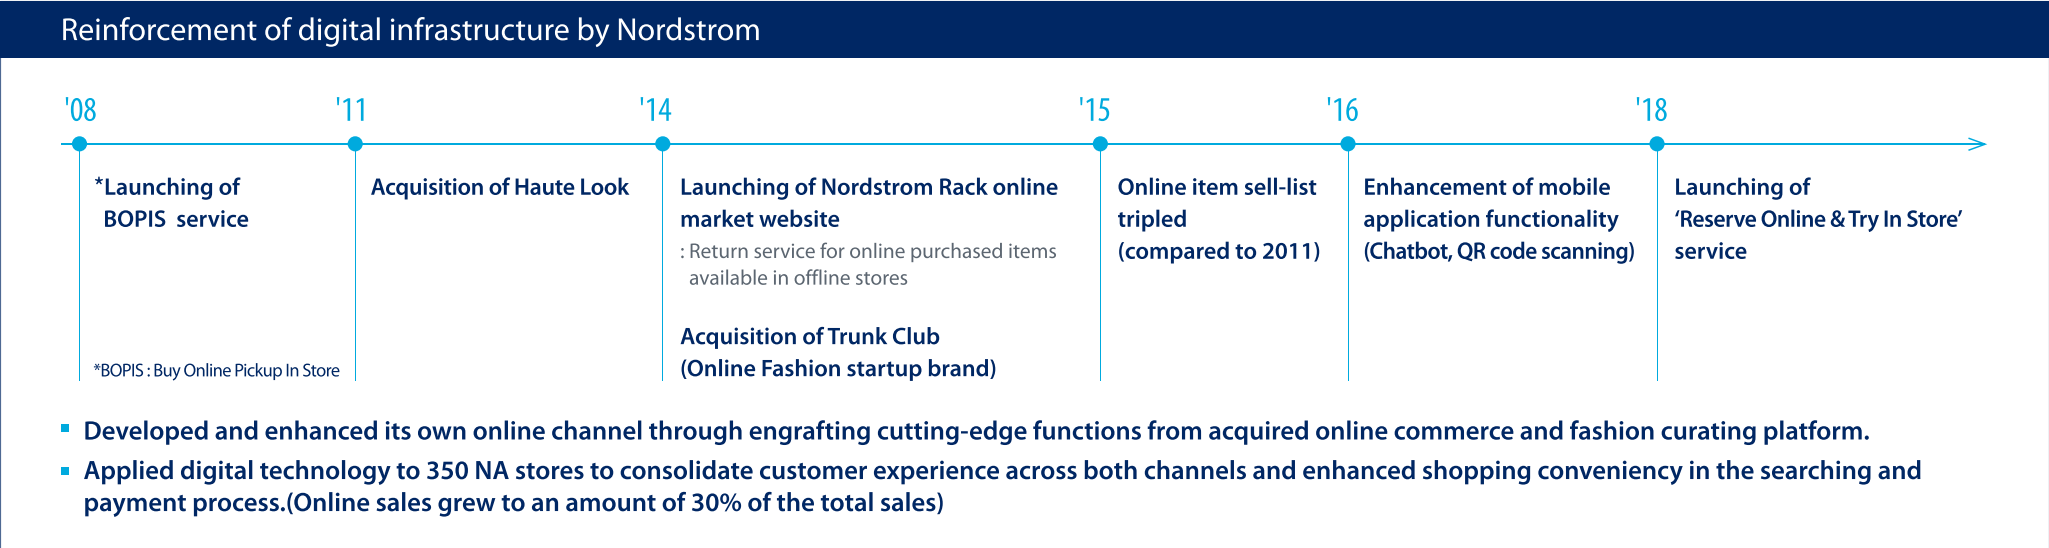 Reinforcement of digital infrastructure by Nordstrom
'08
'11
'14
'15
'16
'18
*Launching of
BOPIS service
*BOPIS : Buy Online Pickup In Store
Acquisition of Haute Look
Launching of Nordstrom Rack online
market website
: Return service for online purchased items
available in offline stores
Acquisition of Trunk Club
(Online Fashion startup brand)
Online item sell-list
tripled
(compared to 2011)
Enhancement of mobile
application functionality
(Chatbot, QR code scanning)
Launching of
‘Reserve Online & Try In Store’
service
Developed and enhanced its own online channel through engrafting cutting-edge functions from acquired online commerce and fashion curating platform.
Applied digital technology to 350 NA stores to consolidate customer experience across both channels and enhanced shopping conveniency in the searching and
payment process.(Online sales grew to an amount of 30% of the total sales)